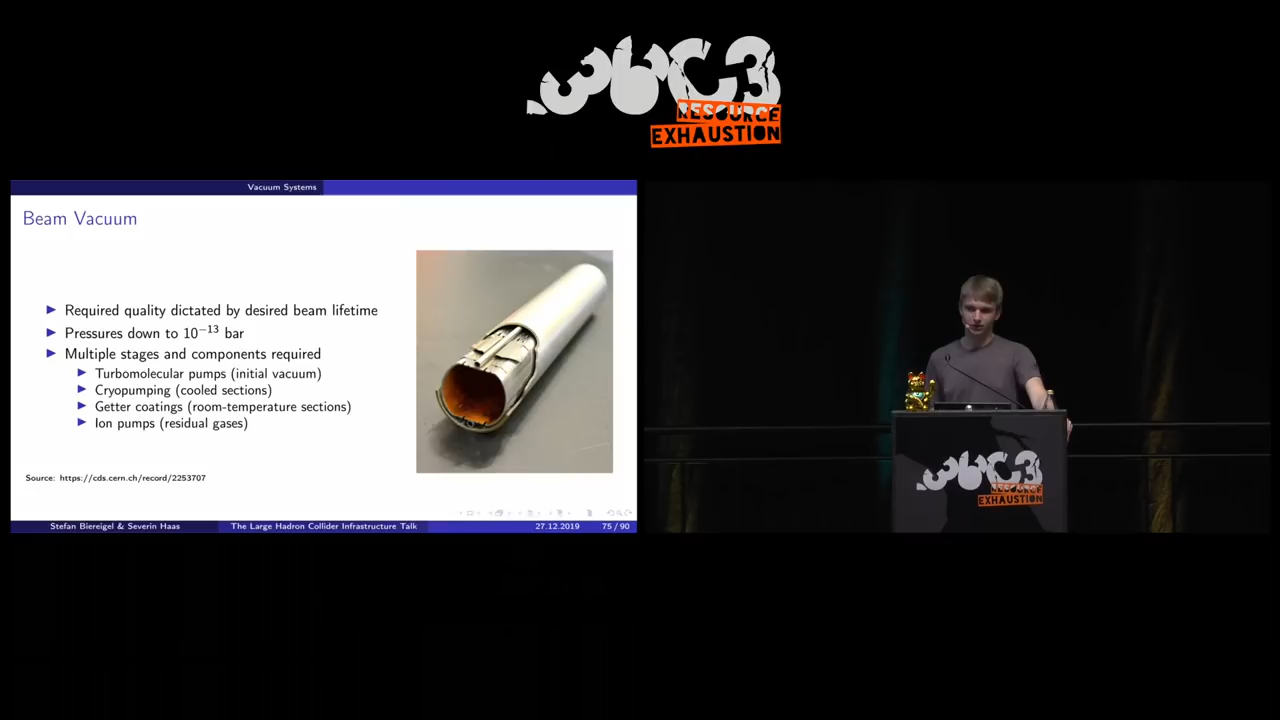 36C3
RESOURCE
EXHAUSTION
Vacuum Systems
Beam Vacuum
Required quality dictated by desired beam lifetime
Pressures down to 10⁻¹³ bar
Multiple stages and components required
Turbomolecular pumps (initial vacuum)
Cryopumping (cooled sections)
Getter coatings (room-temperature sections)
Ion pumps (residual gases)
Source: https://cds.cern.ch/record/2253707
Stefan Biereigel & Severin Haas The Large Hadron Collider Infrastructure Talk 27.12.2019 75 / 90
36C3
RESOURCE
EXHAUSTION